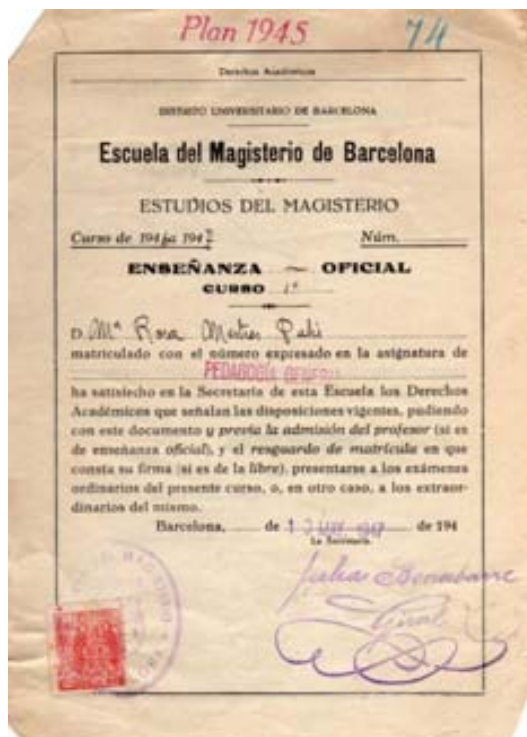 Plan 1945
74
Derechos Académicos
DISTRITO UNIVERSITARIO DE BARCELONA
Escuela del Magisterio de Barcelona
ESTUDIOS DEL MAGISTERIO
Curso de 1946 a 1947 Núm.
ENSEÑANZA OFICIAL
CURSO 1º
D. Mª Rosa
matriculado con el número expresado en la asignatura de
PEDAGOGÍA GENERAL
ha satisfecho en la Secretaría de esta Escuela los Derechos
Académicos que señalan las disposiciones vigentes, pudiendo
con este documento y previa la admisión del profesor (si es
de enseñanza oficial), y el resguardo de matrícula en que
consta su firma (si es de la libre), presentarse a los exámenes
ordinarios del presente curso, o, en otro caso, a los extraor-
dinarios del mismo.
Barcelona, de 1947 de 194
La Secretaria,
Benabarre